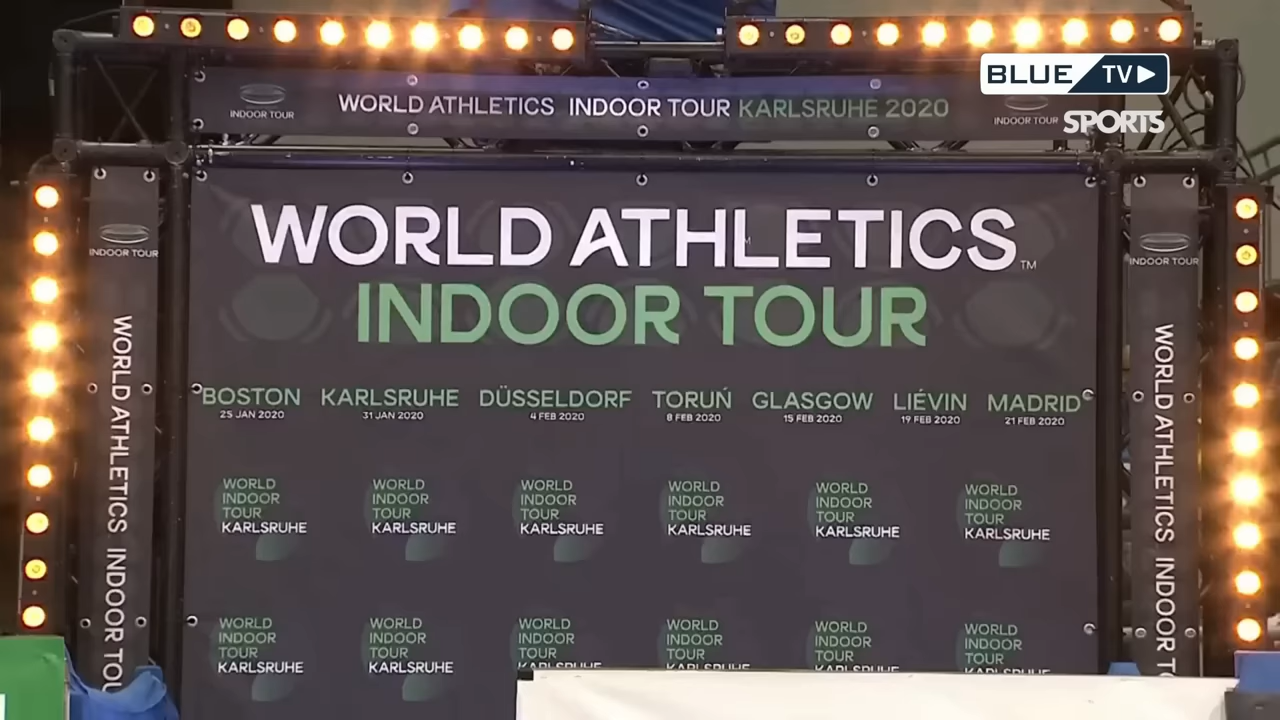 BLUE TV
SPORTS
INDOOR TOUR
WORLD ATHLETICS INDOOR TOUR KARLSRUHE 2020
INDOOR TOUR
WORLD ATHLETICS™
INDOOR TOUR
BOSTON KARLSRUHE DÜSSELDORF TORUŃ GLASGOW LIÉVIN MADRID
25 JAN 2020 31 JAN 2020 4 FEB 2020 8 FEB 2020 15 FEB 2020 19 FEB 2020 21 FEB 2020
INDOOR TOUR
WORLD ATHLETICS INDOOR TOU
INDOOR TOUR
WORLD ATHLETICS INDOOR T
WORLD WORLD WORLD WORLD WORLD WORLD
INDOOR INDOOR INDOOR INDOOR INDOOR INDOOR
TOUR TOUR TOUR TOUR TOUR TOUR
KARLSRUHE KARLSRUHE KARLSRUHE KARLSRUHE KARLSRUHE KARLSRUHE
WORLD WORLD WORLD WORLD WORLD WORLD
INDOOR INDOOR INDOOR INDOOR INDOOR INDOOR
TOUR TOUR TOUR TOUR TOUR TOUR
KARLSRUHE KARLSRUHE KARLSRUHE KARLSRUHE KARLSRUHE KARLSRUHE